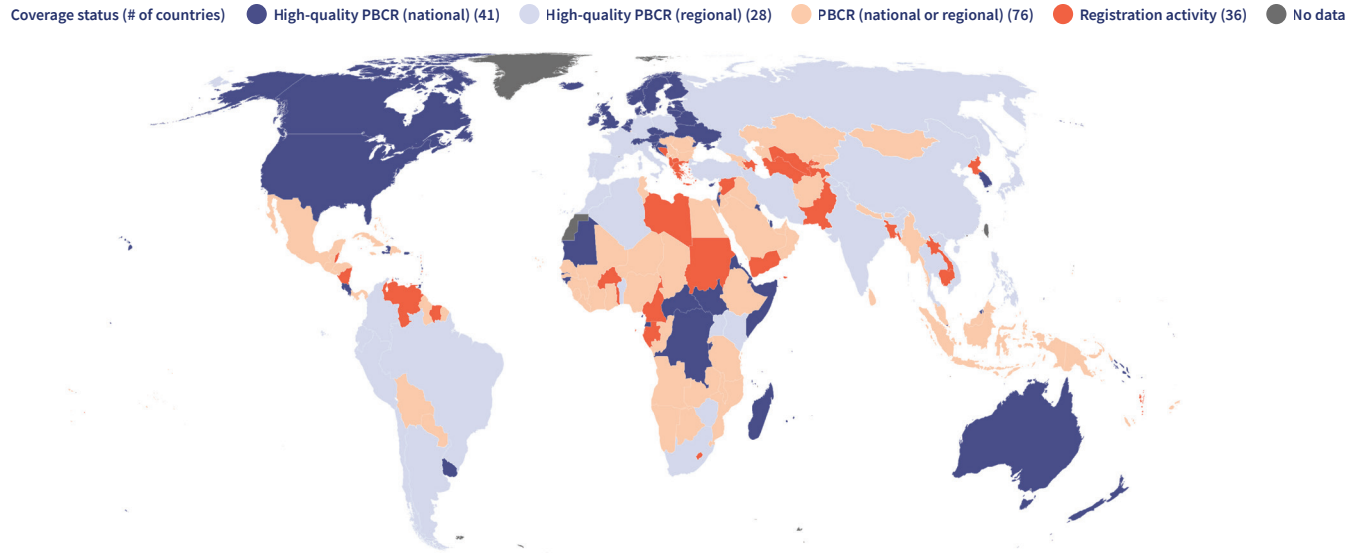 Coverage status (# of countries) High-quality PBCR (national) (41) High-quality PBCR (regional) (28) PBCR (national or regional) (76) Registration activity (36) No data